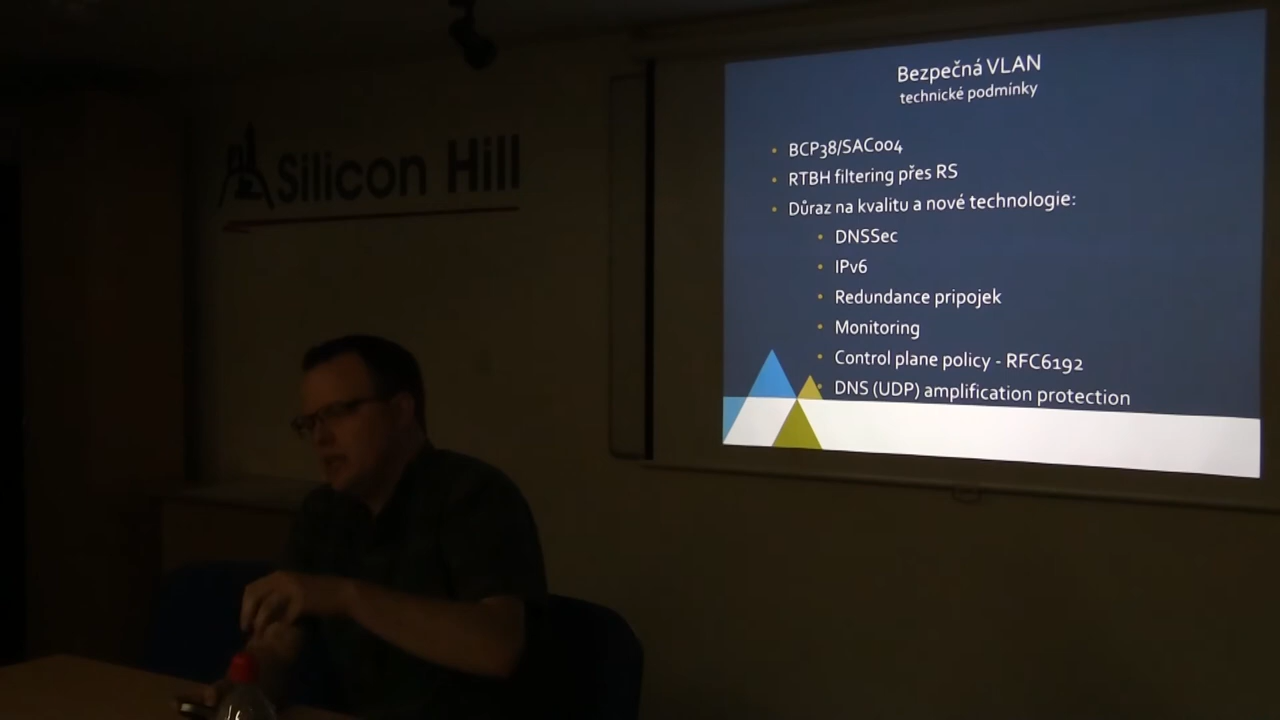 Silicon Hill
Bezpečná VLAN
technické podmínky
BCP38/SAC004
RTBH filtering přes RS
Důraz na kvalitu a nové technologie:
DNSSec
IPv6
Redundance pripojek
Monitoring
Control plane policy - RFC6192
DNS (UDP) amplification protection